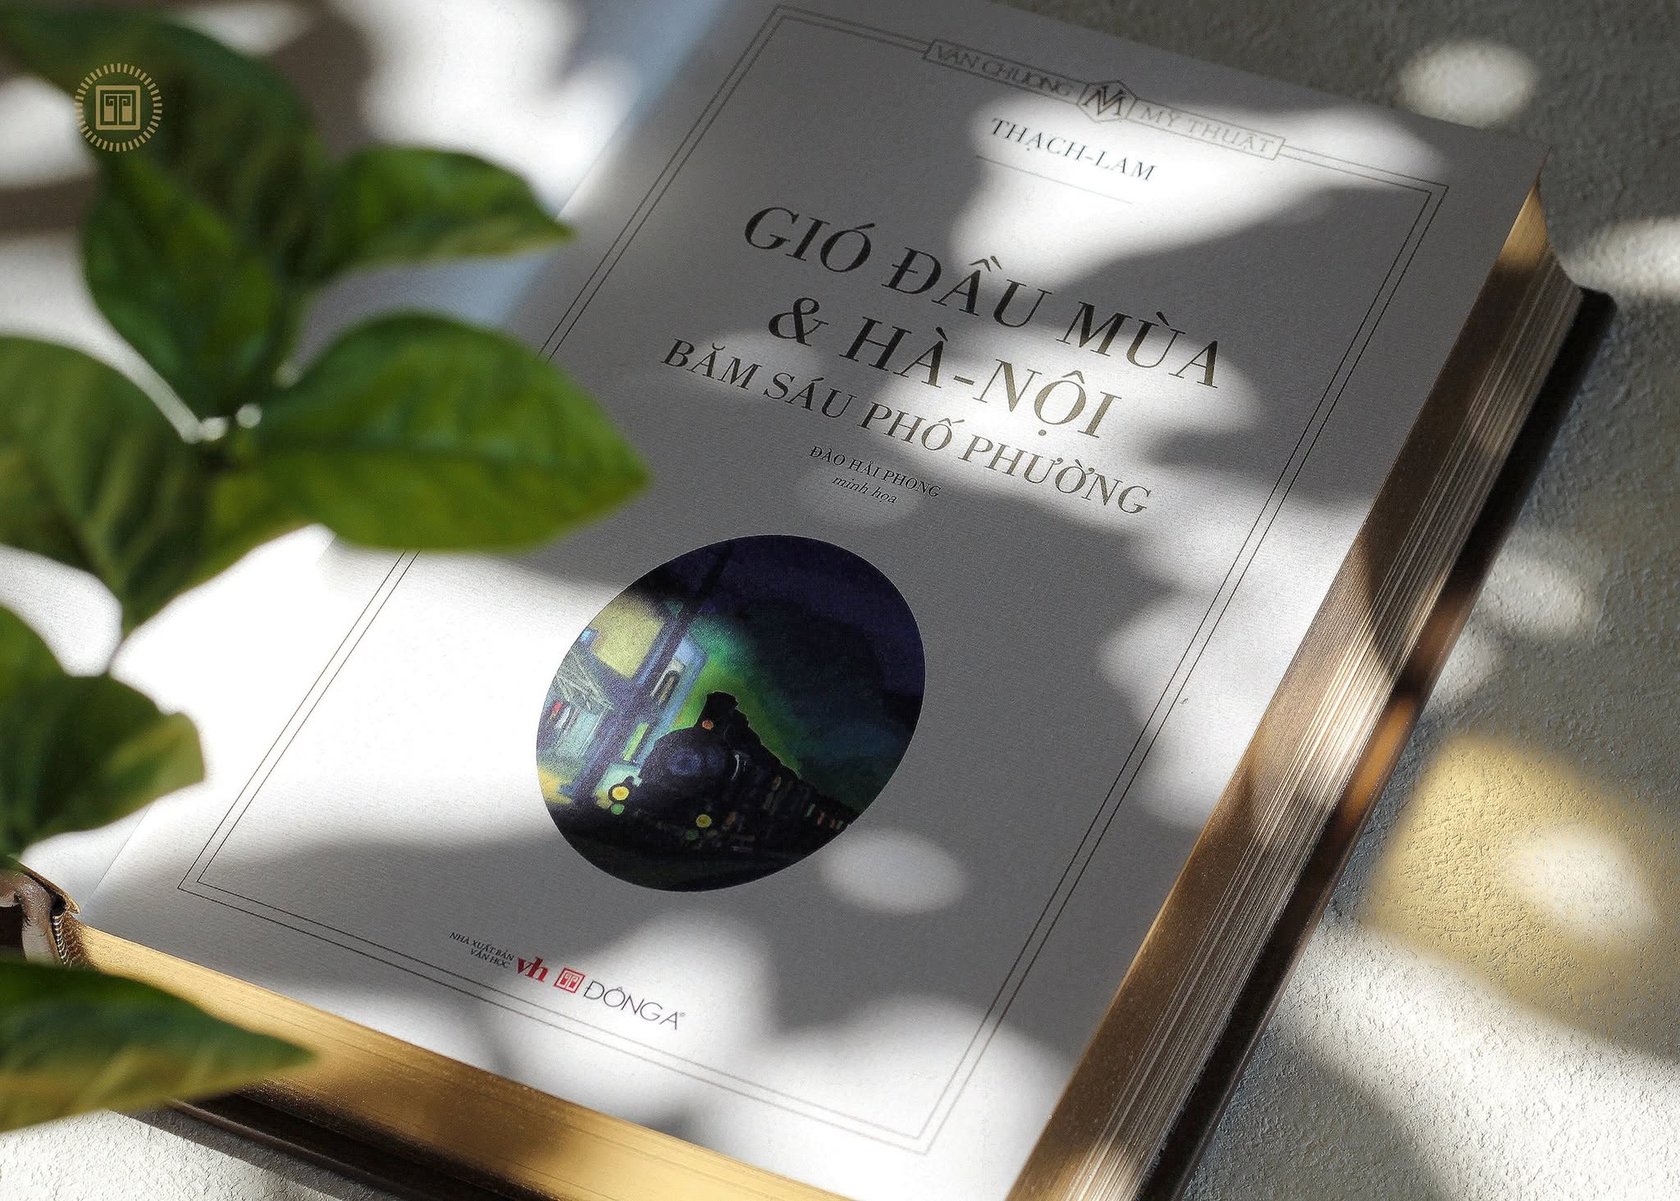 VĂN CHƯƠNG MỸ THUẬT
THẠCH-LAM
GIÓ ĐẦU MÙA
& HÀ-NỘI
BĂM SÁU PHỐ PHƯỜNG
ĐÀO HẢI PHONG
minh họa
NHÀ XUẤT BẢN
VĂN HỌC
vh
ĐÔNG A